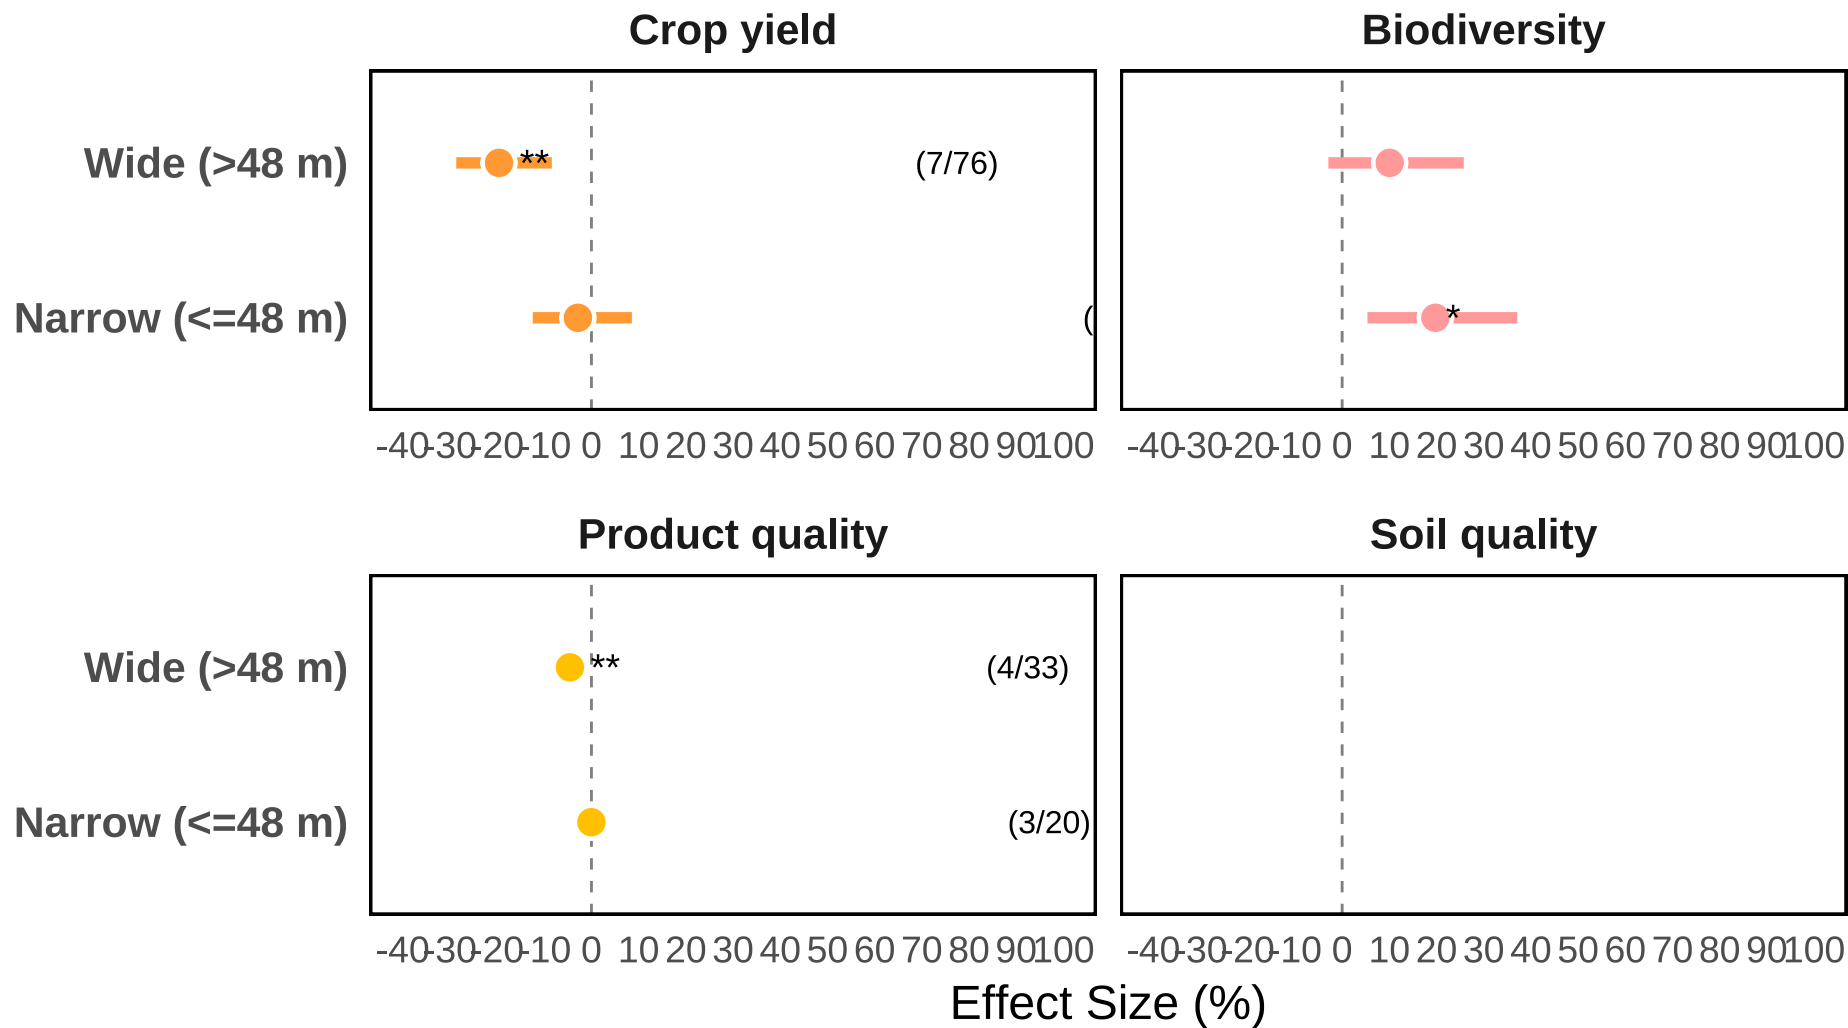 Crop yield
Biodiversity
Wide (>48 m)
**
(7/76)
Narrow (<=48 m)
(
*
-40 -30 -20 -10 0 10 20 30 40 50 60 70 80 90 100
-40 -30 -20 -10 0 10 20 30 40 50 60 70 80 90 100
Product quality
Soil quality
Wide (>48 m)
**
(4/33)
Narrow (<=48 m)
(3/20)
-40 -30 -20 -10 0 10 20 30 40 50 60 70 80 90 100
-40 -30 -20 -10 0 10 20 30 40 50 60 70 80 90 100
Effect Size (%)